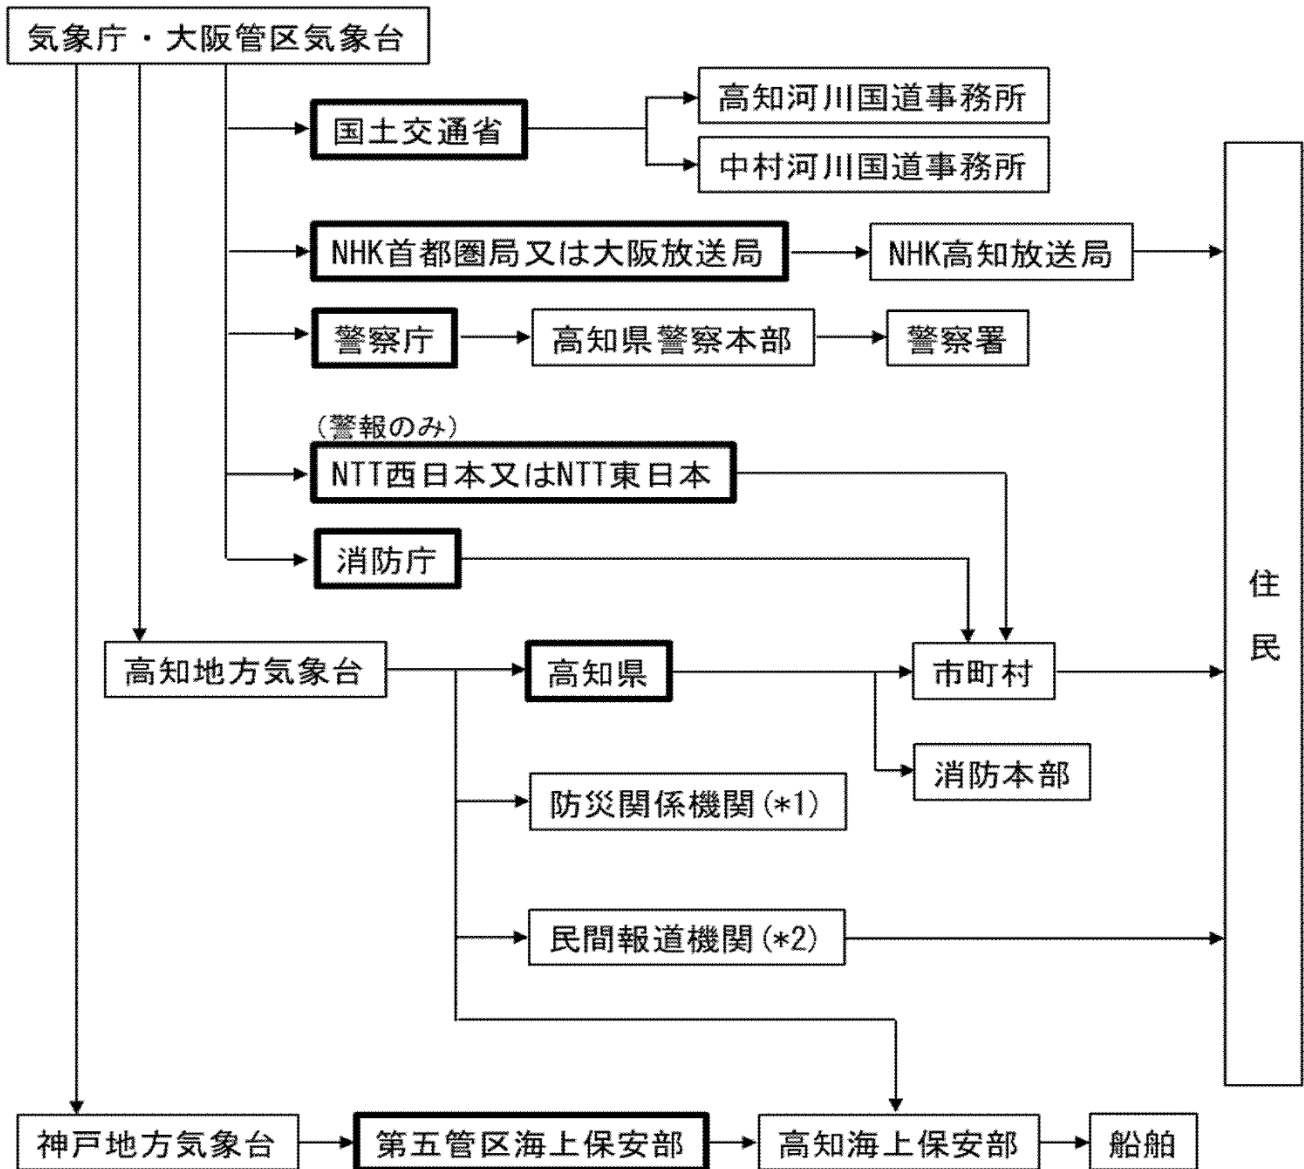 気象庁・大阪管区気象台
高知河川国道事務所
国土交通省
中村河川国道事務所
NHK首都圏局又は大阪放送局
NHK高知放送局
警察庁
高知県警察本部
警察署
(警報のみ)
NTT西日本又はNTT東日本
消防庁
住民
高知地方気象台
高知県
市町村
消防本部
防災関係機関(*1)
民間報道機関(*2)
神戸地方気象台
第五管区海上保安部
高知海上保安部
船舶